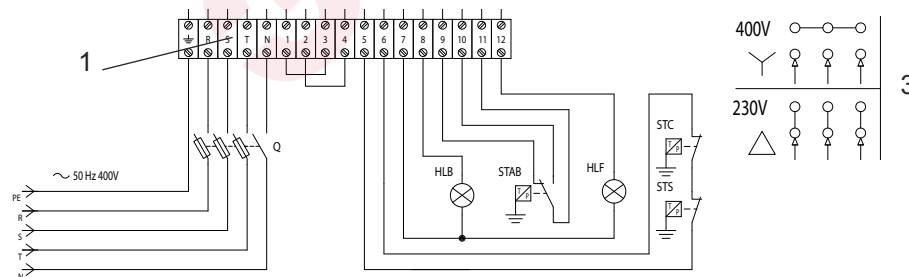 ⏚ R S T N 1 2 3 4 5 6 7 8 9 10 11 12
1
Q
50 Hz 400V
PE
R
S
T
N
HLB
STAB
T
P
HLF
STC
T
P
STS
T
P
400V
230V
3